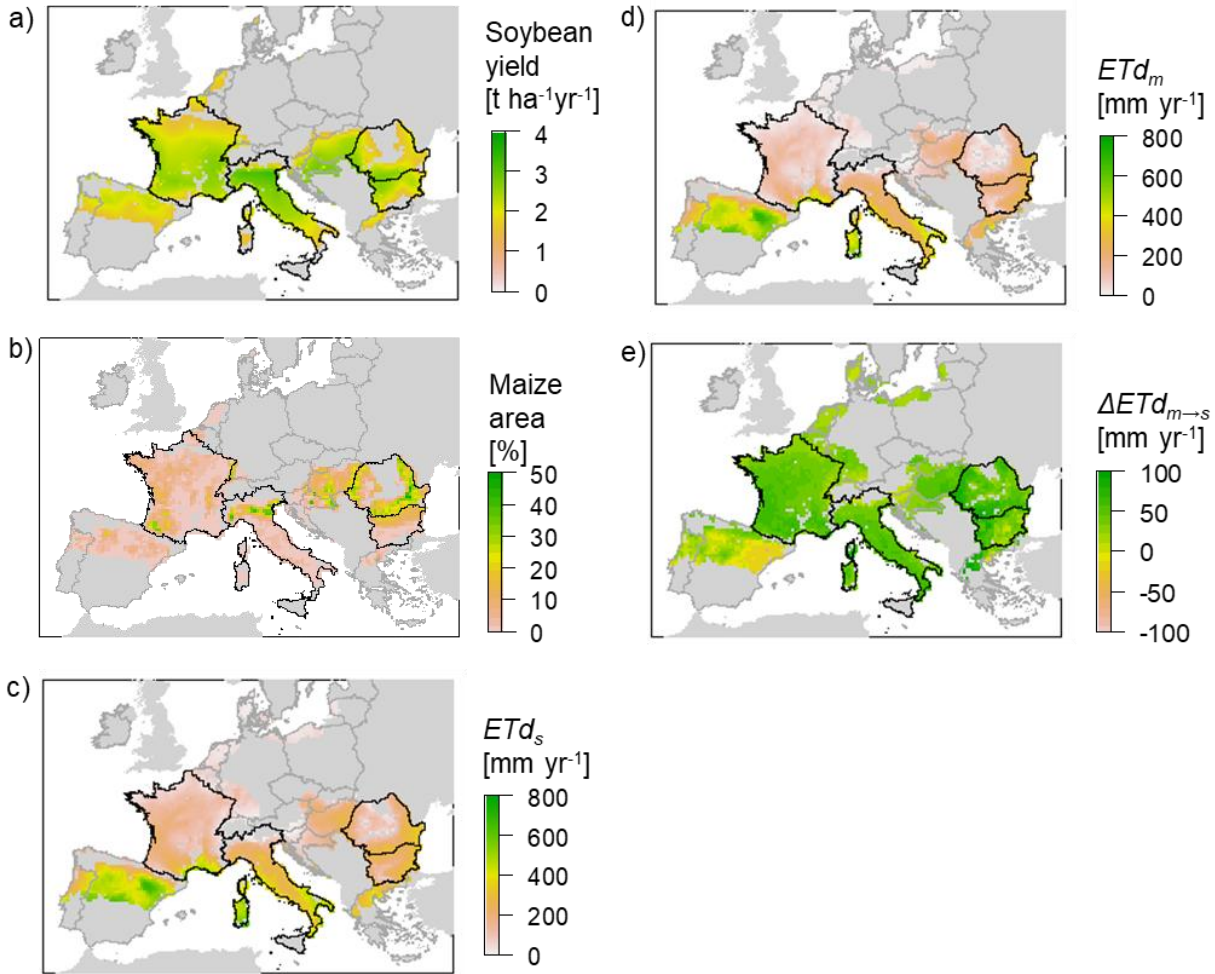 a)
Soybean
yield
[t ha⁻¹yr⁻¹]
4
3
2
1
0
b)
Maize
area
[%]
50
40
30
20
10
0
c)
ETdₛ
[mm yr⁻¹]
800
600
400
200
0
d)
ETdₘ
[mm yr⁻¹]
800
600
400
200
0
e)
ΔETdₘ→ₛ
[mm yr⁻¹]
100
50
0
-50
-100